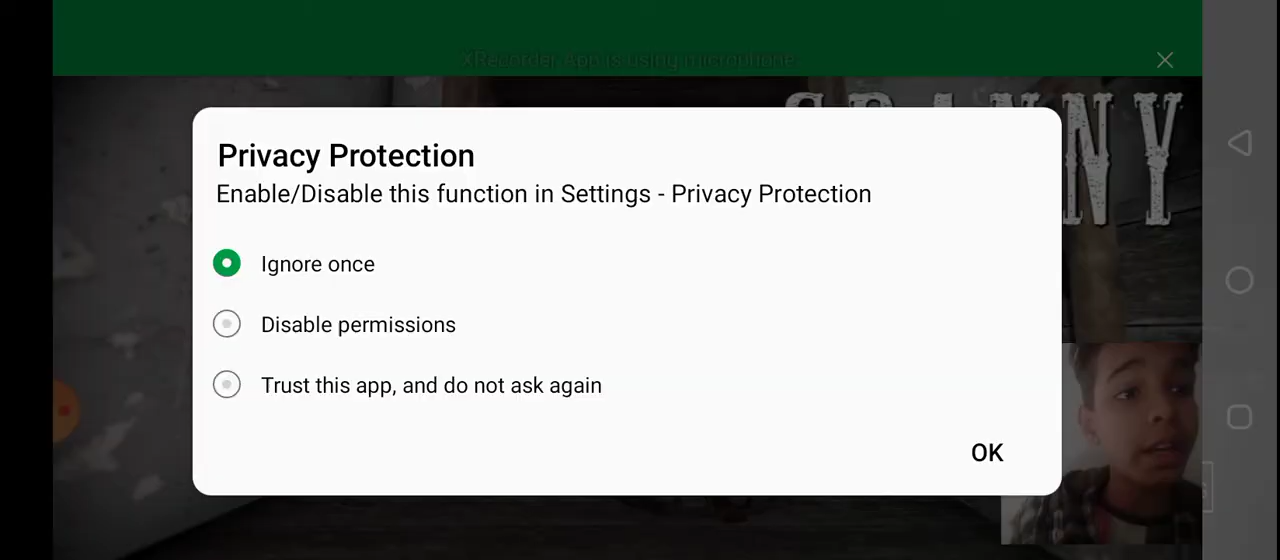 XRecorder App is using microphone
GRANNY
Privacy Protection
Enable/Disable this function in Settings - Privacy Protection
Ignore once
Disable permissions
Trust this app, and do not ask again
OK